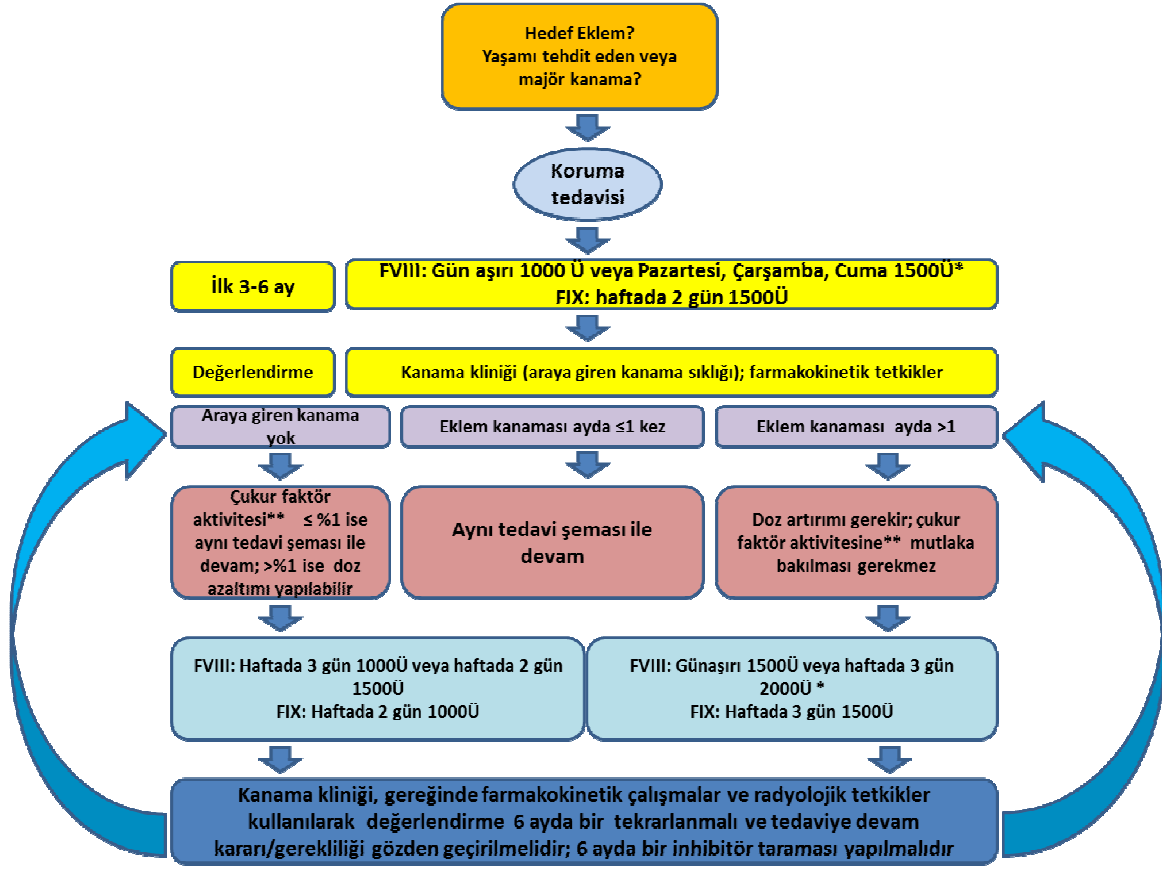 Hedef Eklem?
Yaşamı tehdit eden veya
majör kanama?
Koruma
tedavisi
İlk 3-6 ay
FVIII: Gün aşırı 1000 Ü veya Pazartesi, Çarşamba, Cuma 1500Ü*
FIX: haftada 2 gün 1500Ü
Değerlendirme
Kanama kliniği (araya giren kanama sıklığı); farmakokinetik tetkikler
Araya giren kanama
yok
Eklem kanaması ayda ≤1 kez
Eklem kanaması ayda >1
Çukur faktör
aktivitesi** ≤ %1 ise
aynı tedavi şeması ile
devam; >%1 ise doz
azaltımı yapılabilir
Aynı tedavi şeması ile
devam
Doz artırımı gerekir; çukur
faktör aktivitesine** mutlaka
bakılması gerekmez
FVIII: Haftada 3 gün 1000Ü veya haftada 2 gün
1500Ü
FIX: Haftada 2 gün 1000Ü
FVIII: Günaşırı 1500Ü veya haftada 3 gün
2000Ü *
FIX: Haftada 3 gün 1500Ü
Kanama kliniği, gereğinde farmakokinetik çalışmalar ve radyolojik tetkikler
kullanılarak değerlendirme 6 ayda bir tekrarlanmalı ve tedaviye devam
kararı/gerekliliği gözden geçirilmelidir; 6 ayda bir inhibitör taraması yapılmalıdır